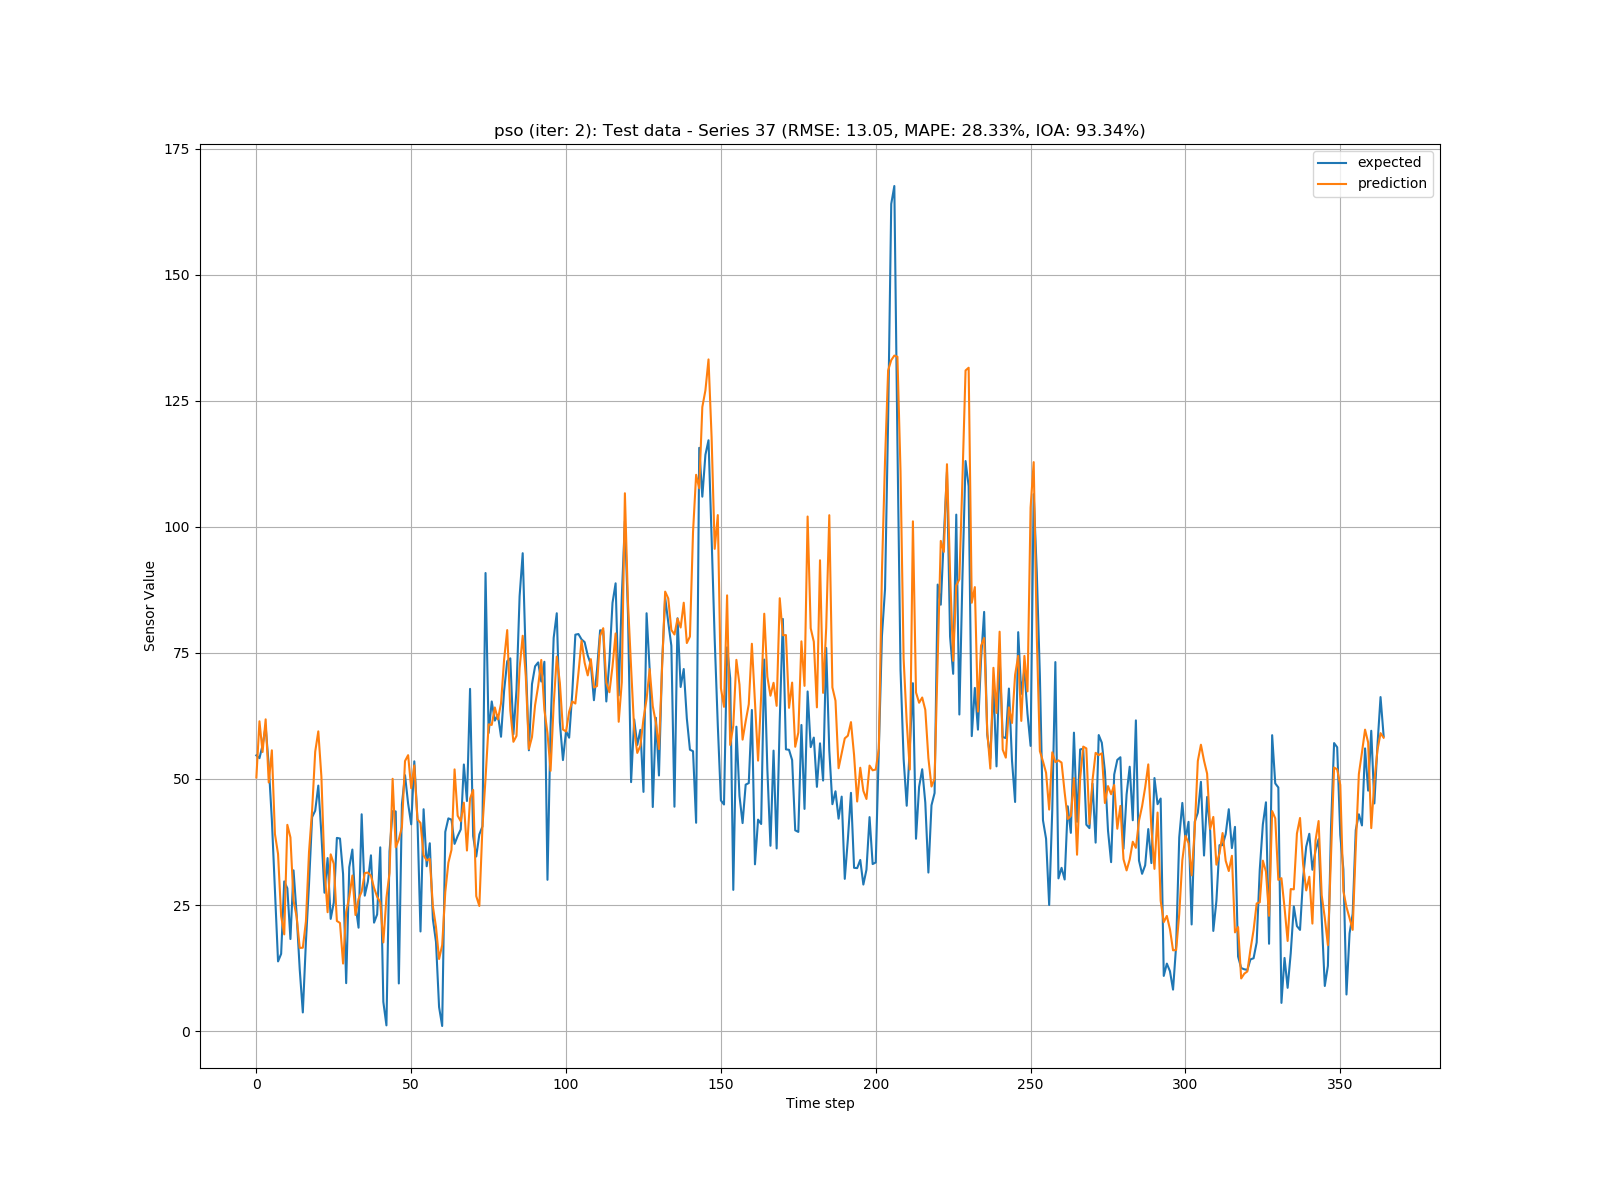 pso (iter: 2): Test data - Series 37 (RMSE: 13.05, MAPE: 28.33%, IOA: 93.34%)
expected
prediction
175
150
125
100
75
50
25
0
Sensor Value
0 50 100 150 200 250 300 350
Time step